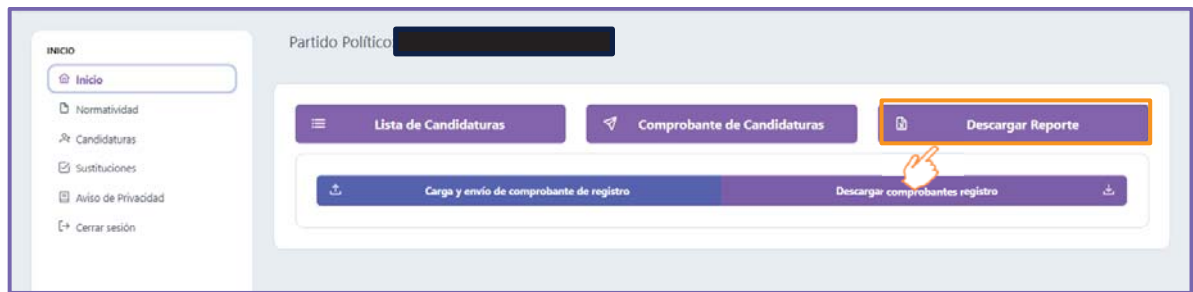 Partido Político
INICIO
Inicio
Normatividad
Candidaturas
Sustituciones
Aviso de Privacidad
Cerrar sesión
Lista de Candidaturas
Comprobante de Candidaturas
Descargar Reporte
Carga y envío de comprobante de registro
Descargar comprobantes registro